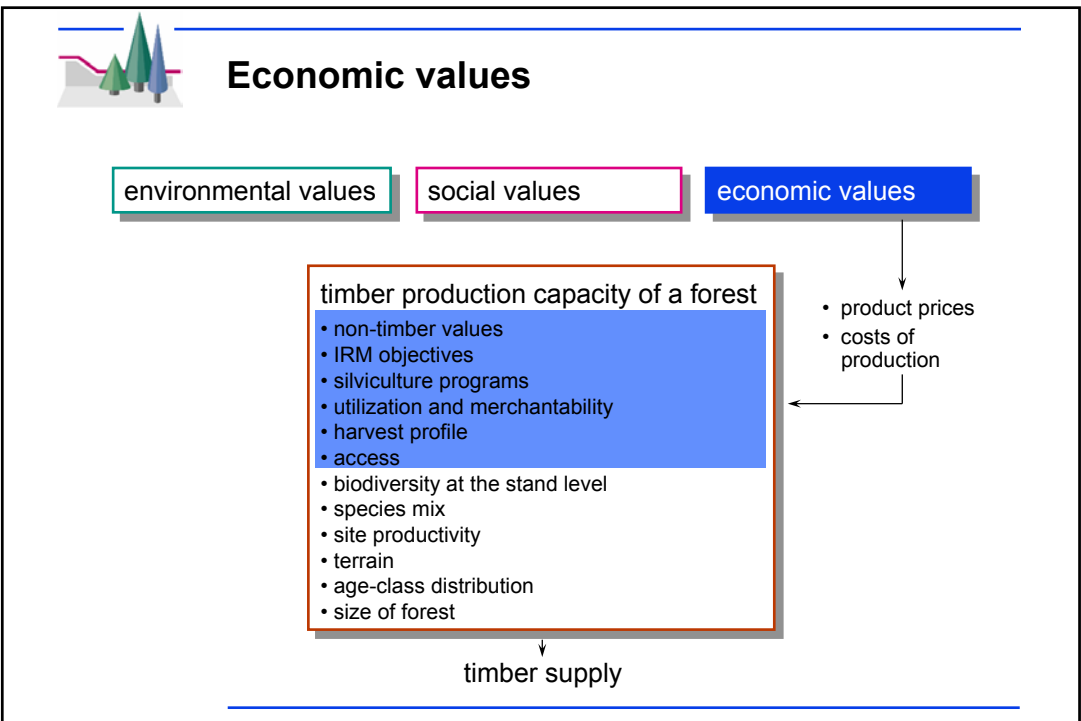 Economic values
environmental values
social values
economic values
• product prices
• costs of
production
timber production capacity of a forest
• non-timber values
• IRM objectives
• silviculture programs
• utilization and merchantability
• harvest profile
• access
• biodiversity at the stand level
• species mix
• site productivity
• terrain
• age-class distribution
• size of forest
timber supply